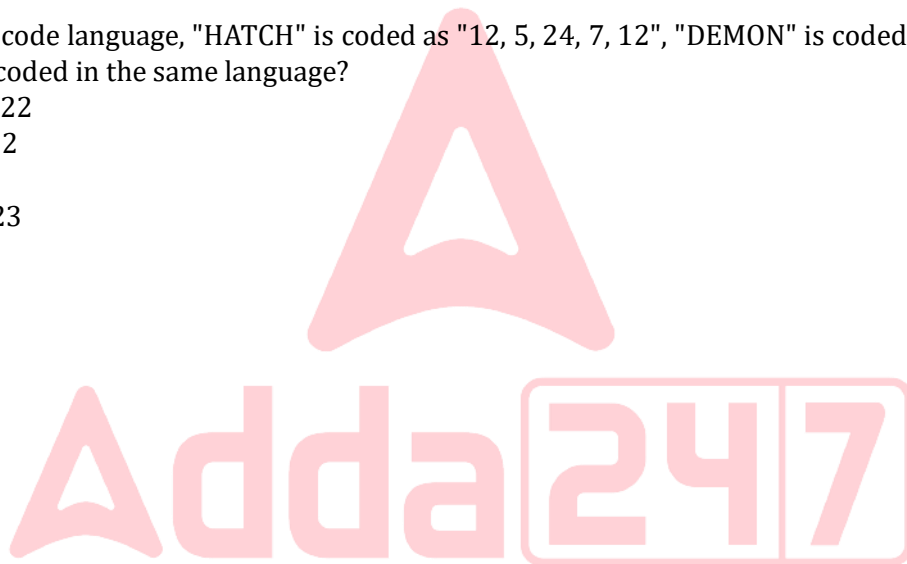 code language, "HATCH" is coded as "12, 5, 24, 7, 12", "DEMON" is coded
coded in the same language?
22
2
23
Adda247